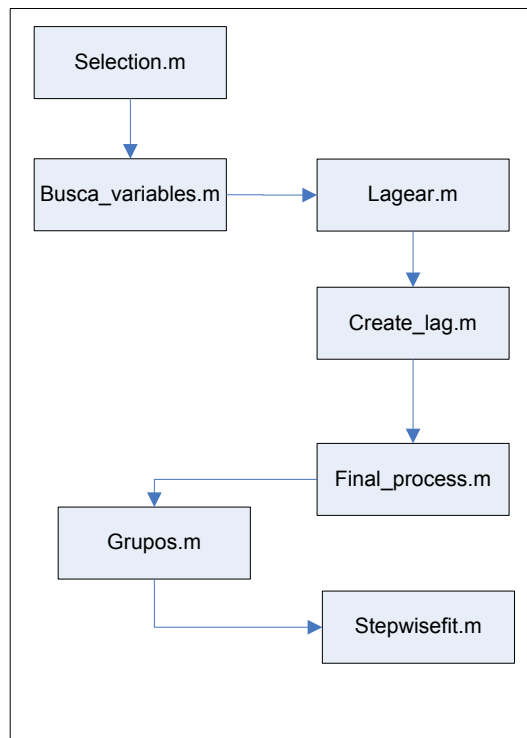 Selection.m
Busca_variables.m
Lagear.m
Create_lag.m
Final_process.m
Grupos.m
Stepwisefit.m